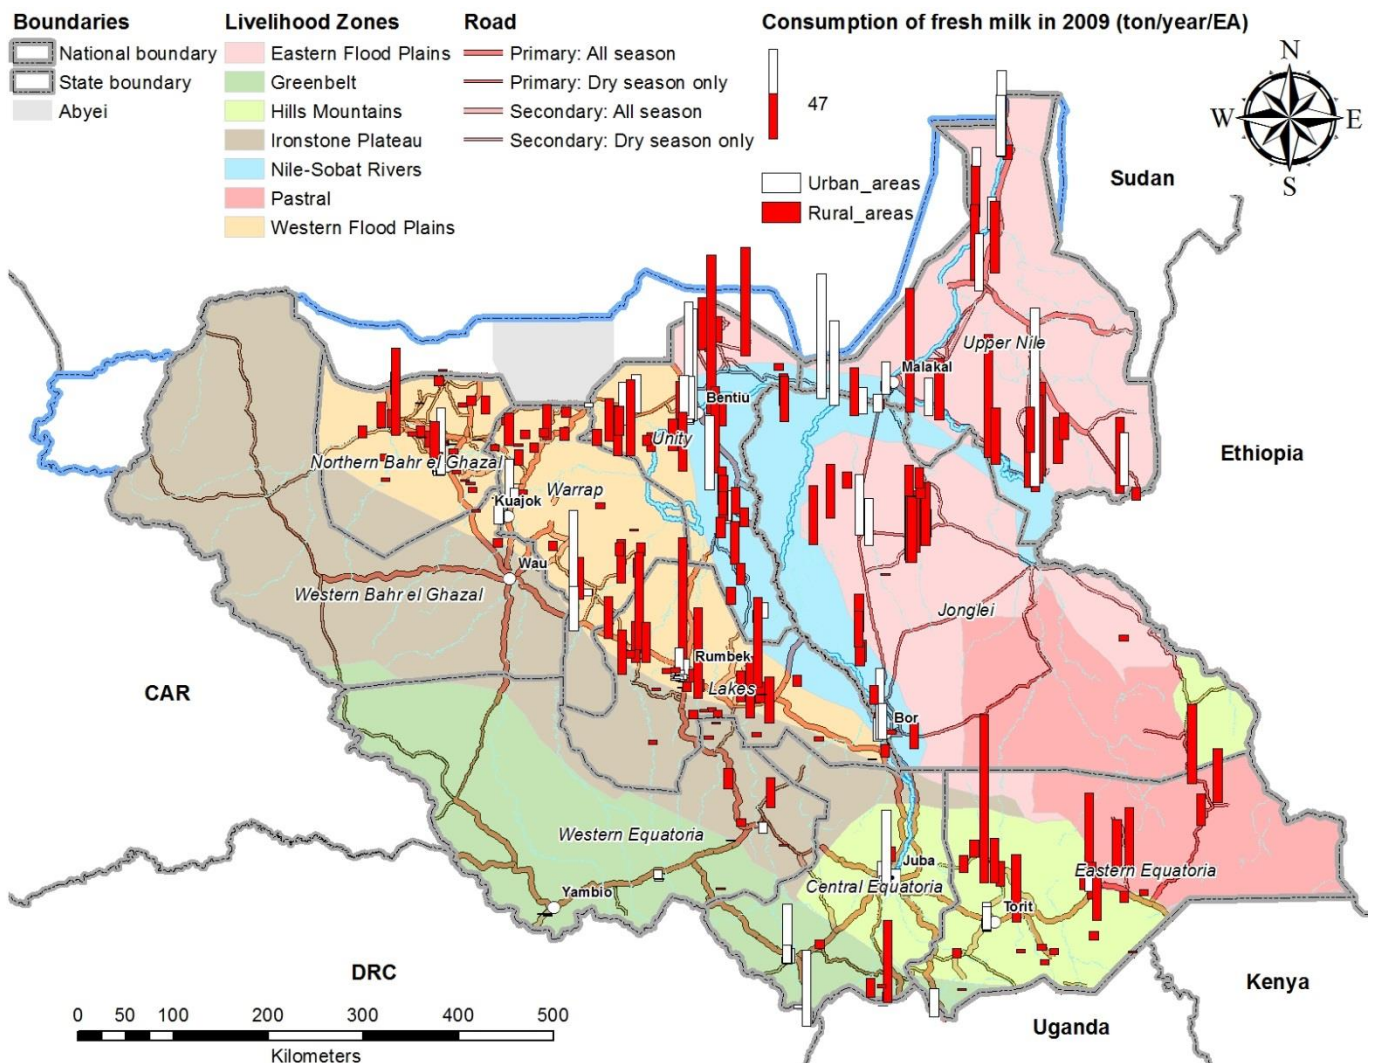 Boundaries
National boundary
State boundary
Abyei
Livelihood Zones
Eastern Flood Plains
Greenbelt
Hills Mountains
Ironstone Plateau
Nile-Sobat Rivers
Pastral
Western Flood Plains
Road
Primary: All season
Primary: Dry season only
Secondary: All season
Secondary: Dry season only
Consumption of fresh milk in 2009 (ton/year/EA)
47
Urban_areas
Rural_areas
N
W E
S
Sudan
Upper Nile
Malakal
Bentiu
Unity
Ethiopia
Northern Bahr el Ghazal
Warrap
Kuajok
Wau
Western Bahr el Ghazal
Jonglei
Rumbek
Lakes
CAR
Bor
Western Equatoria
Juba
Central Equatoria
Eastern Equatoria
Yambio
Torit
DRC
Kenya
Uganda
0 50 100 200 300 400 500
Kilometers